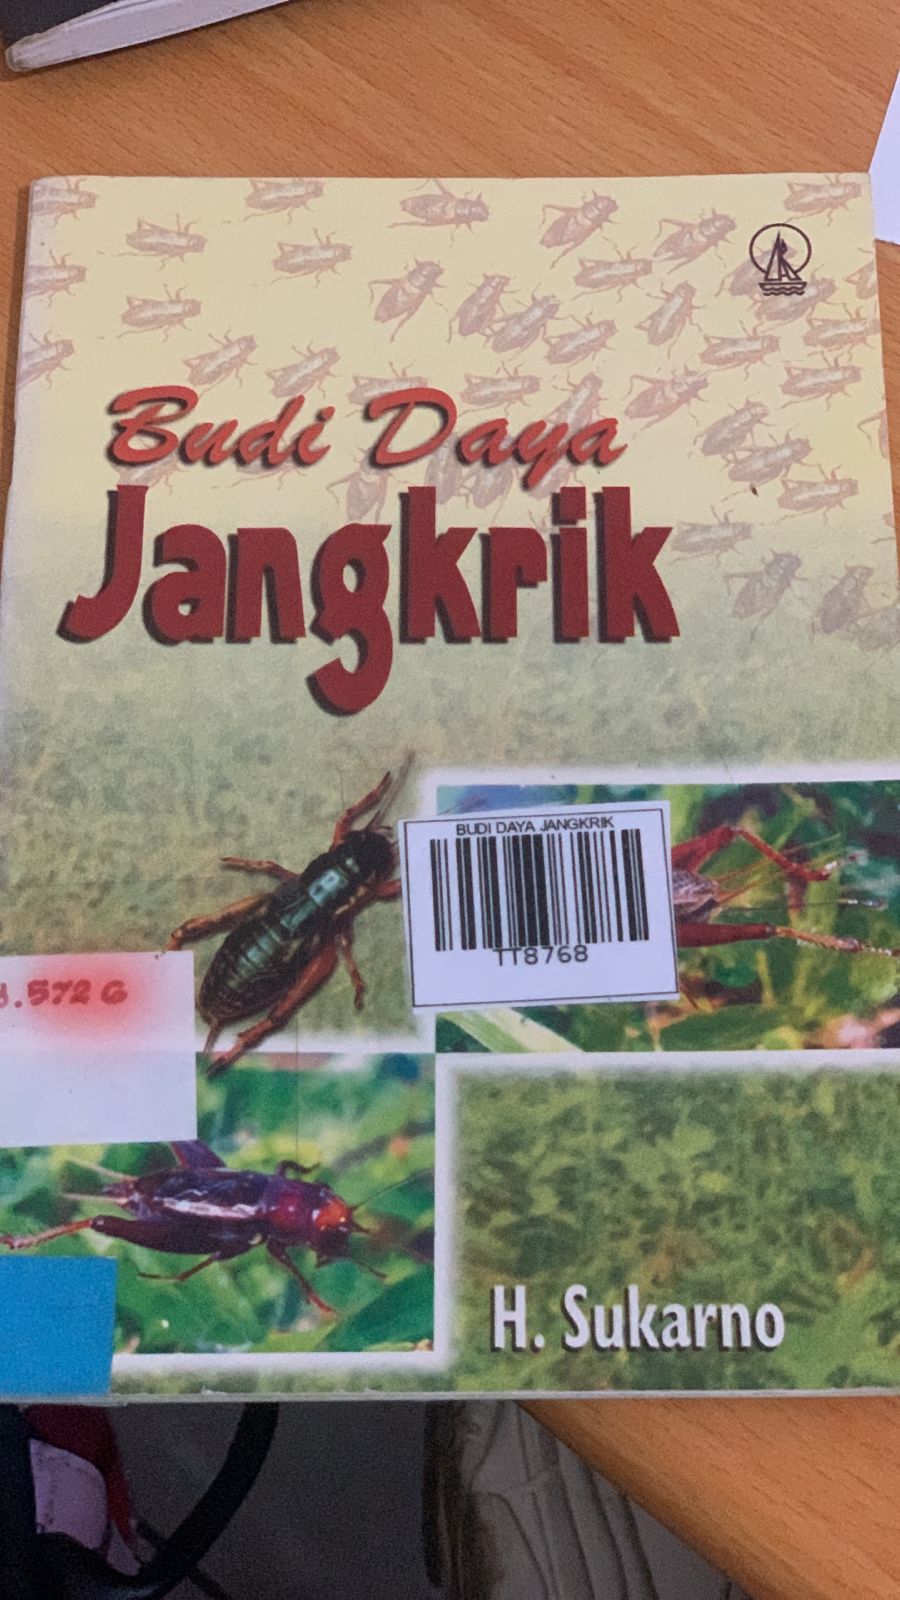 Budi Daya
Jangkrik
BUDI DAYA JANGKRIK
TT8768
.572 G
H. Sukarno